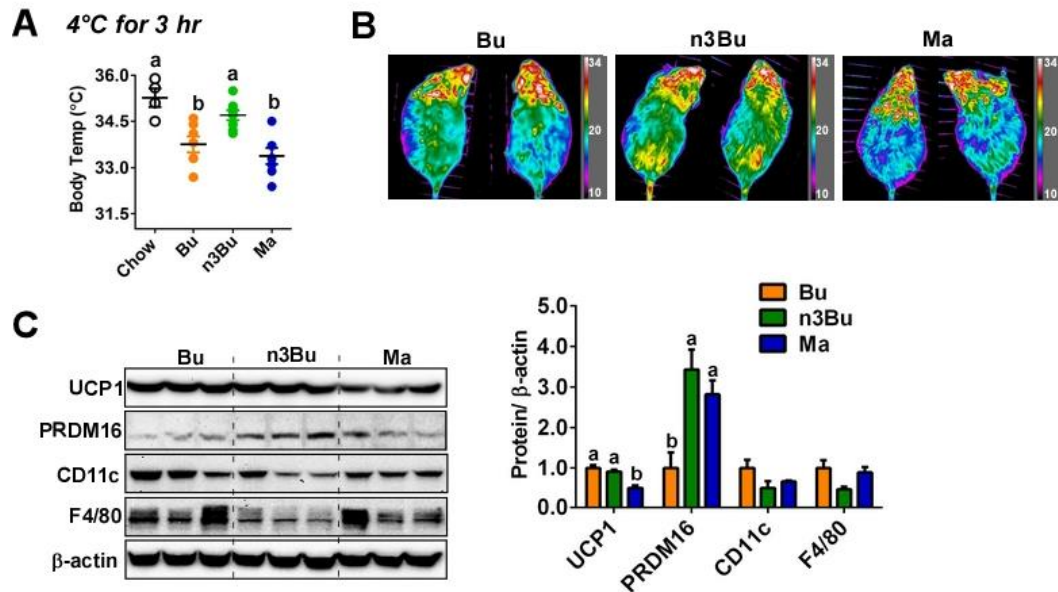 A 4°C for 3 hr
Body Temp (°C)
36.0
34.5
33.0
31.5
a
b
a
b
Chow
Bu
n3Bu
Ma
B
Bu
n3Bu
Ma
34
20
10
34
20
10
34
20
10
C
Bu n3Bu Ma
UCP1
PRDM16
CD11c
F4/80
β-actin
Bu
n3Bu
Ma
Protein/ β-actin
5.0
4.0
3.0
2.0
1.0
0.0
a a b
b a a
UCP1
PRDM16
CD11c
F4/80